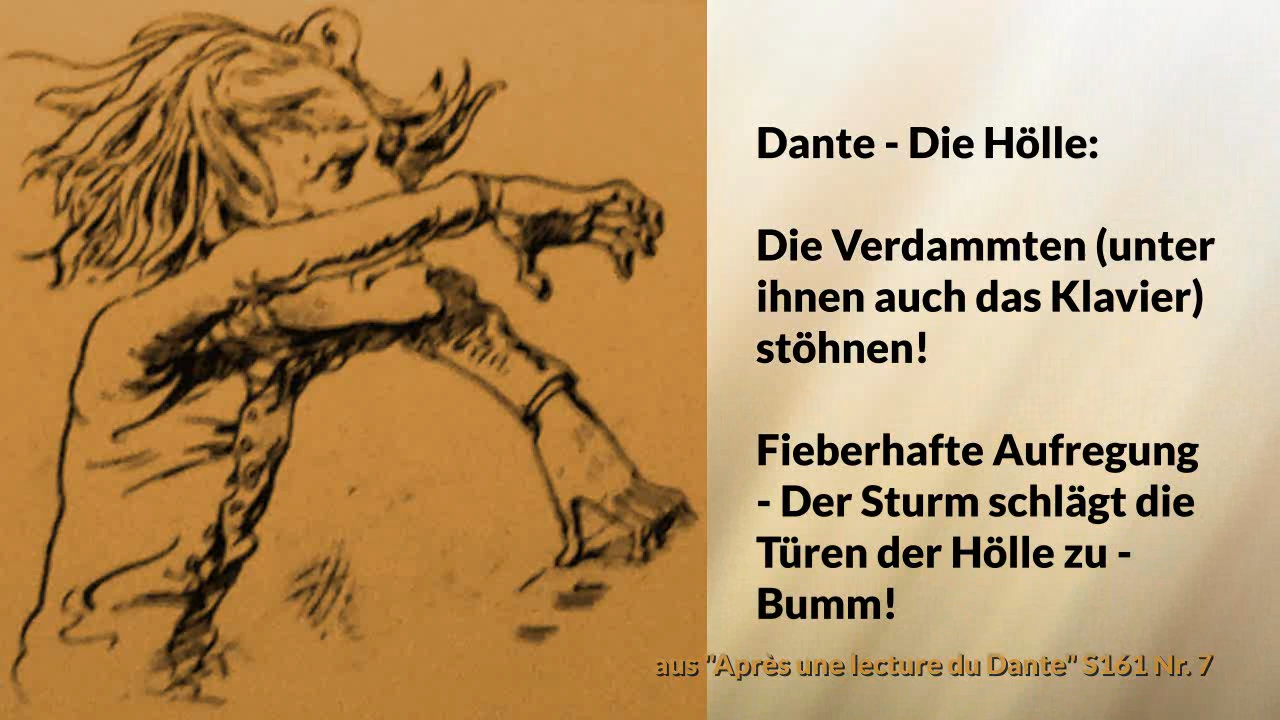 Dante - Die Hölle:
Die Verdammten (unter
ihnen auch das Klavier)
stöhnen!
Fieberhafte Aufregung
- Der Sturm schlägt die
Türen der Hölle zu -
Bumm!
aus "Après une lecture du Dante" S161 Nr. 7